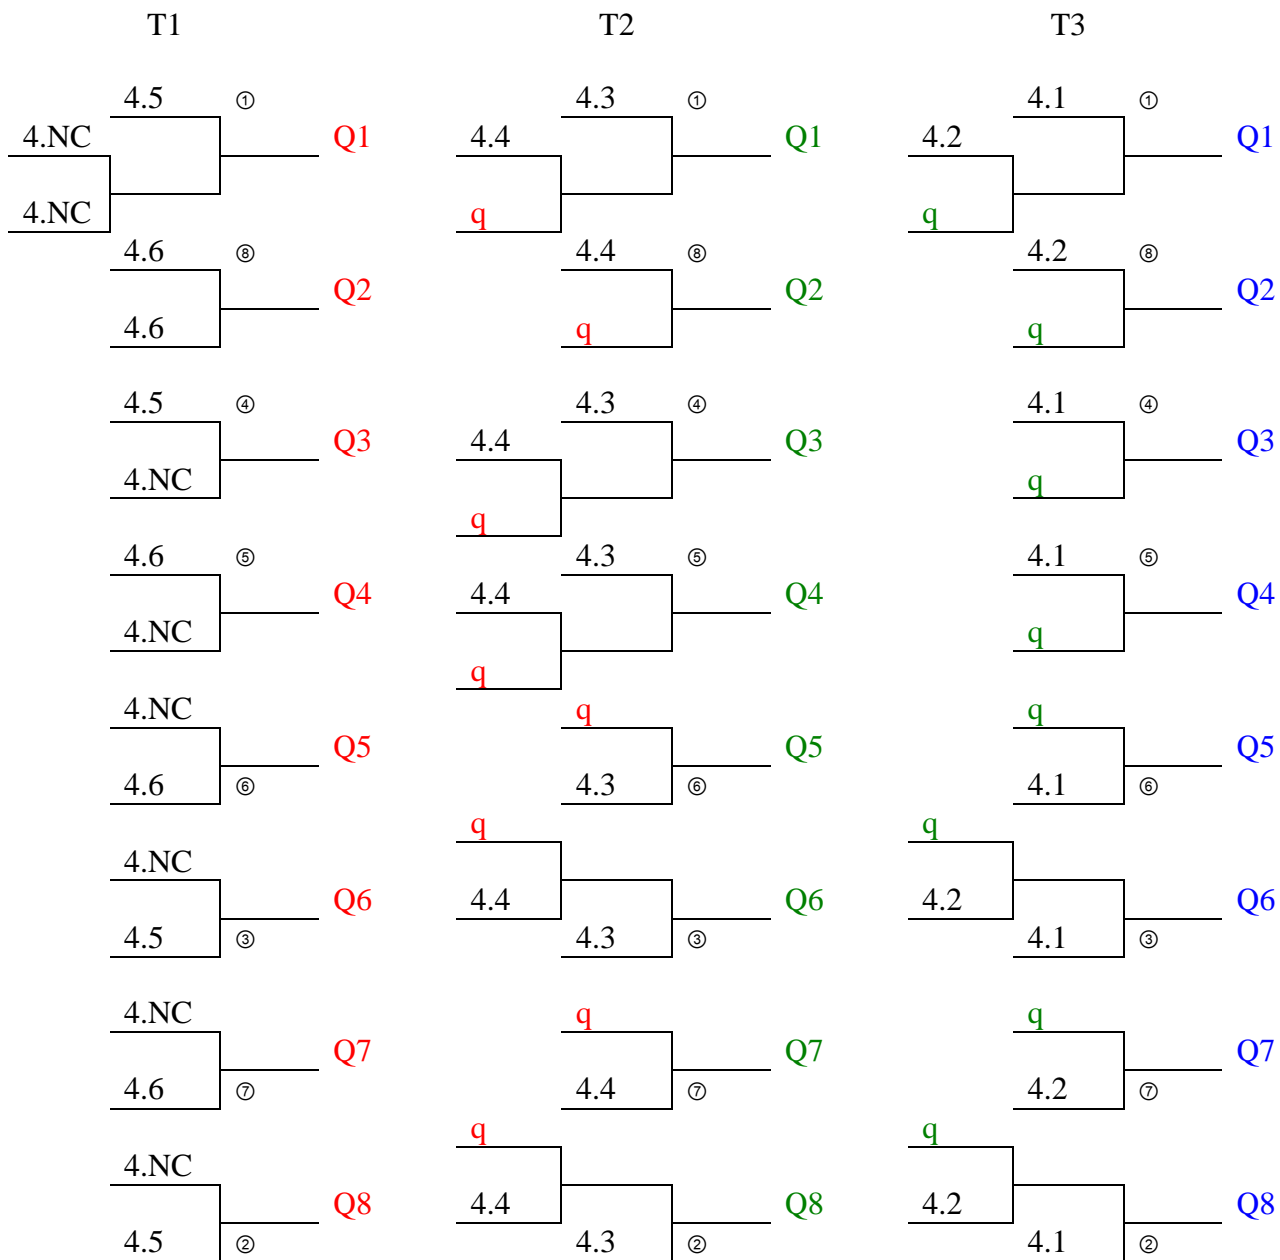 T1 T2 T3
4.5 ① 4.3 ① 4.1 ①
4.NC Q1 4.4 Q1 4.2 Q1
4.NC q q
4.6 ⑧ 4.4 ⑧ 4.2 ⑧
Q2 Q2 Q2
4.6 q q
4.5 ④ 4.3 ④ 4.1 ④
Q3 4.4 Q3 Q3
4.NC q
q
4.6 ⑤ 4.3 ⑤ 4.1 ⑤
Q4 4.4 Q4 Q4
4.NC q
q
4.NC q q
Q5 Q5 Q5
4.6 ⑥ 4.3 ⑥ 4.1 ⑥
q q
4.NC
Q6 4.4 Q6 4.2 Q6
4.5 ③ 4.3 ③ 4.1 ③
4.NC q q
Q7 Q7 Q7
4.6 ⑦ 4.4 ⑦ 4.2 ⑦
q q
4.NC
Q8 4.4 Q8 4.2 Q8
4.5 ② 4.3 ② 4.1 ②